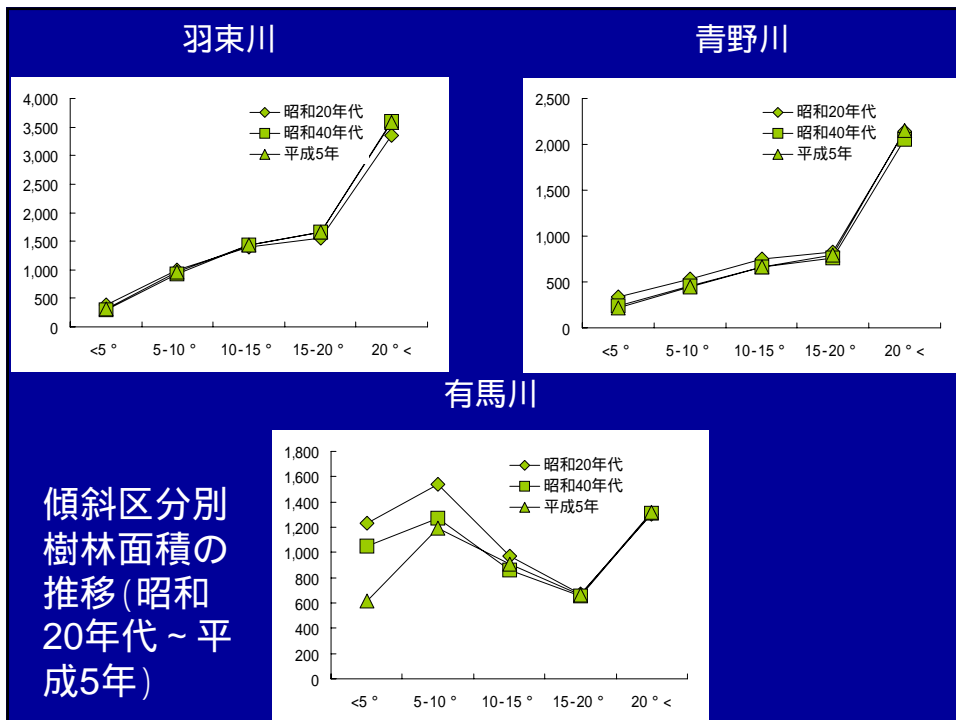 羽束川
青野川
4,000
3,500
3,000
2,500
2,000
1,500
1,000
500
0
昭和20年代
昭和40年代
平成5年
<5 °
5-10 °
10-15 °
15-20 °
20 ° <
2,500
2,000
1,500
1,000
500
0
昭和20年代
昭和40年代
平成5年
<5 °
5-10 °
10-15 °
15-20 °
20 ° <
有馬川
1,800
1,600
1,400
1,200
1,000
800
600
400
200
0
昭和20年代
昭和40年代
平成5年
<5 °
5-10 °
10-15 °
15-20 °
20 ° <
傾斜区分別
樹林面積の
推移(昭和
20年代~平
成5年)